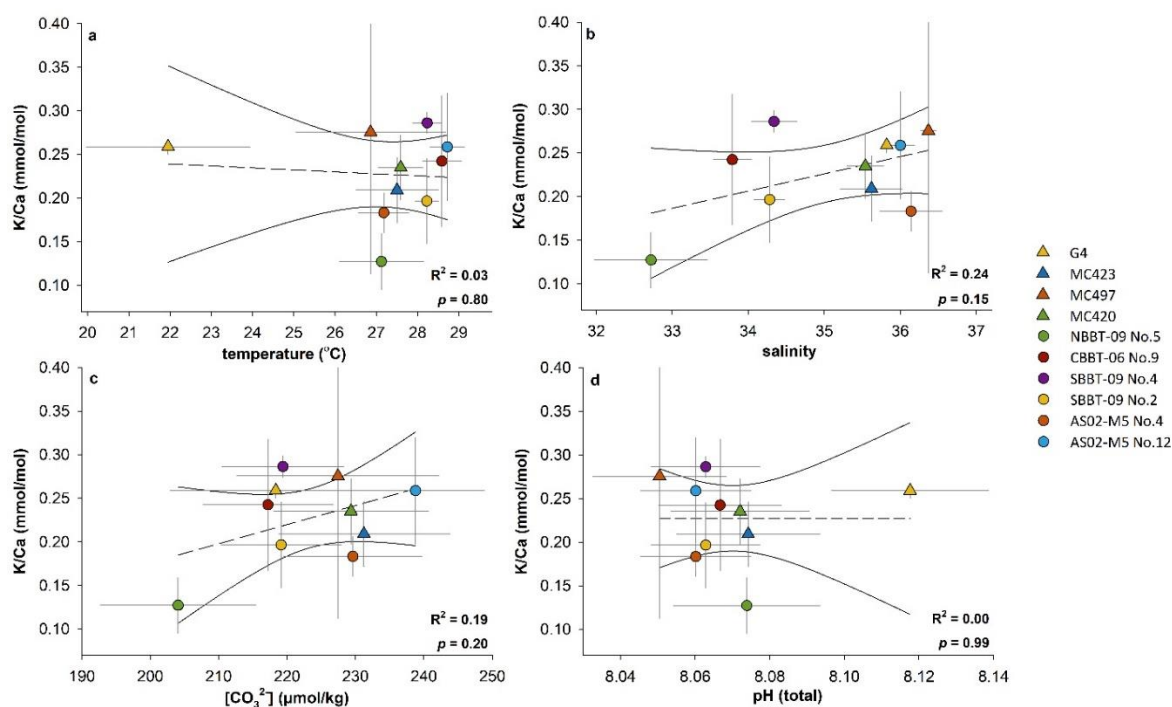 a
K/Ca (mmol/mol)
0.40
0.35
0.30
0.25
0.20
0.15
0.10
R² = 0.03
p = 0.80
20 21 22 23 24 25 26 27 28 29
temperature (°C)
b
K/Ca (mmol/mol)
0.40
0.35
0.30
0.25
0.20
0.15
0.10
R² = 0.24
p = 0.15
32 33 34 35 36 37
salinity
c
K/Ca (mmol/mol)
0.40
0.35
0.30
0.25
0.20
0.15
0.10
R² = 0.19
p = 0.20
200 210 220 230 240 250
[CO₃²] (µmol/kg)
d
K/Ca (mmol/mol)
0.40
0.35
0.30
0.25
0.20
0.15
0.10
R² = 0.00
p = 0.99
8.04 8.06 8.08 8.10 8.12 8.14
pH (total)
G4
MC423
MC497
MC420
NBBT-09 No.5
CBBT-06 No.9
SBBT-09 No.4
SBBT-09 No.2
AS02-M5 No.4
AS02-M5 No.12